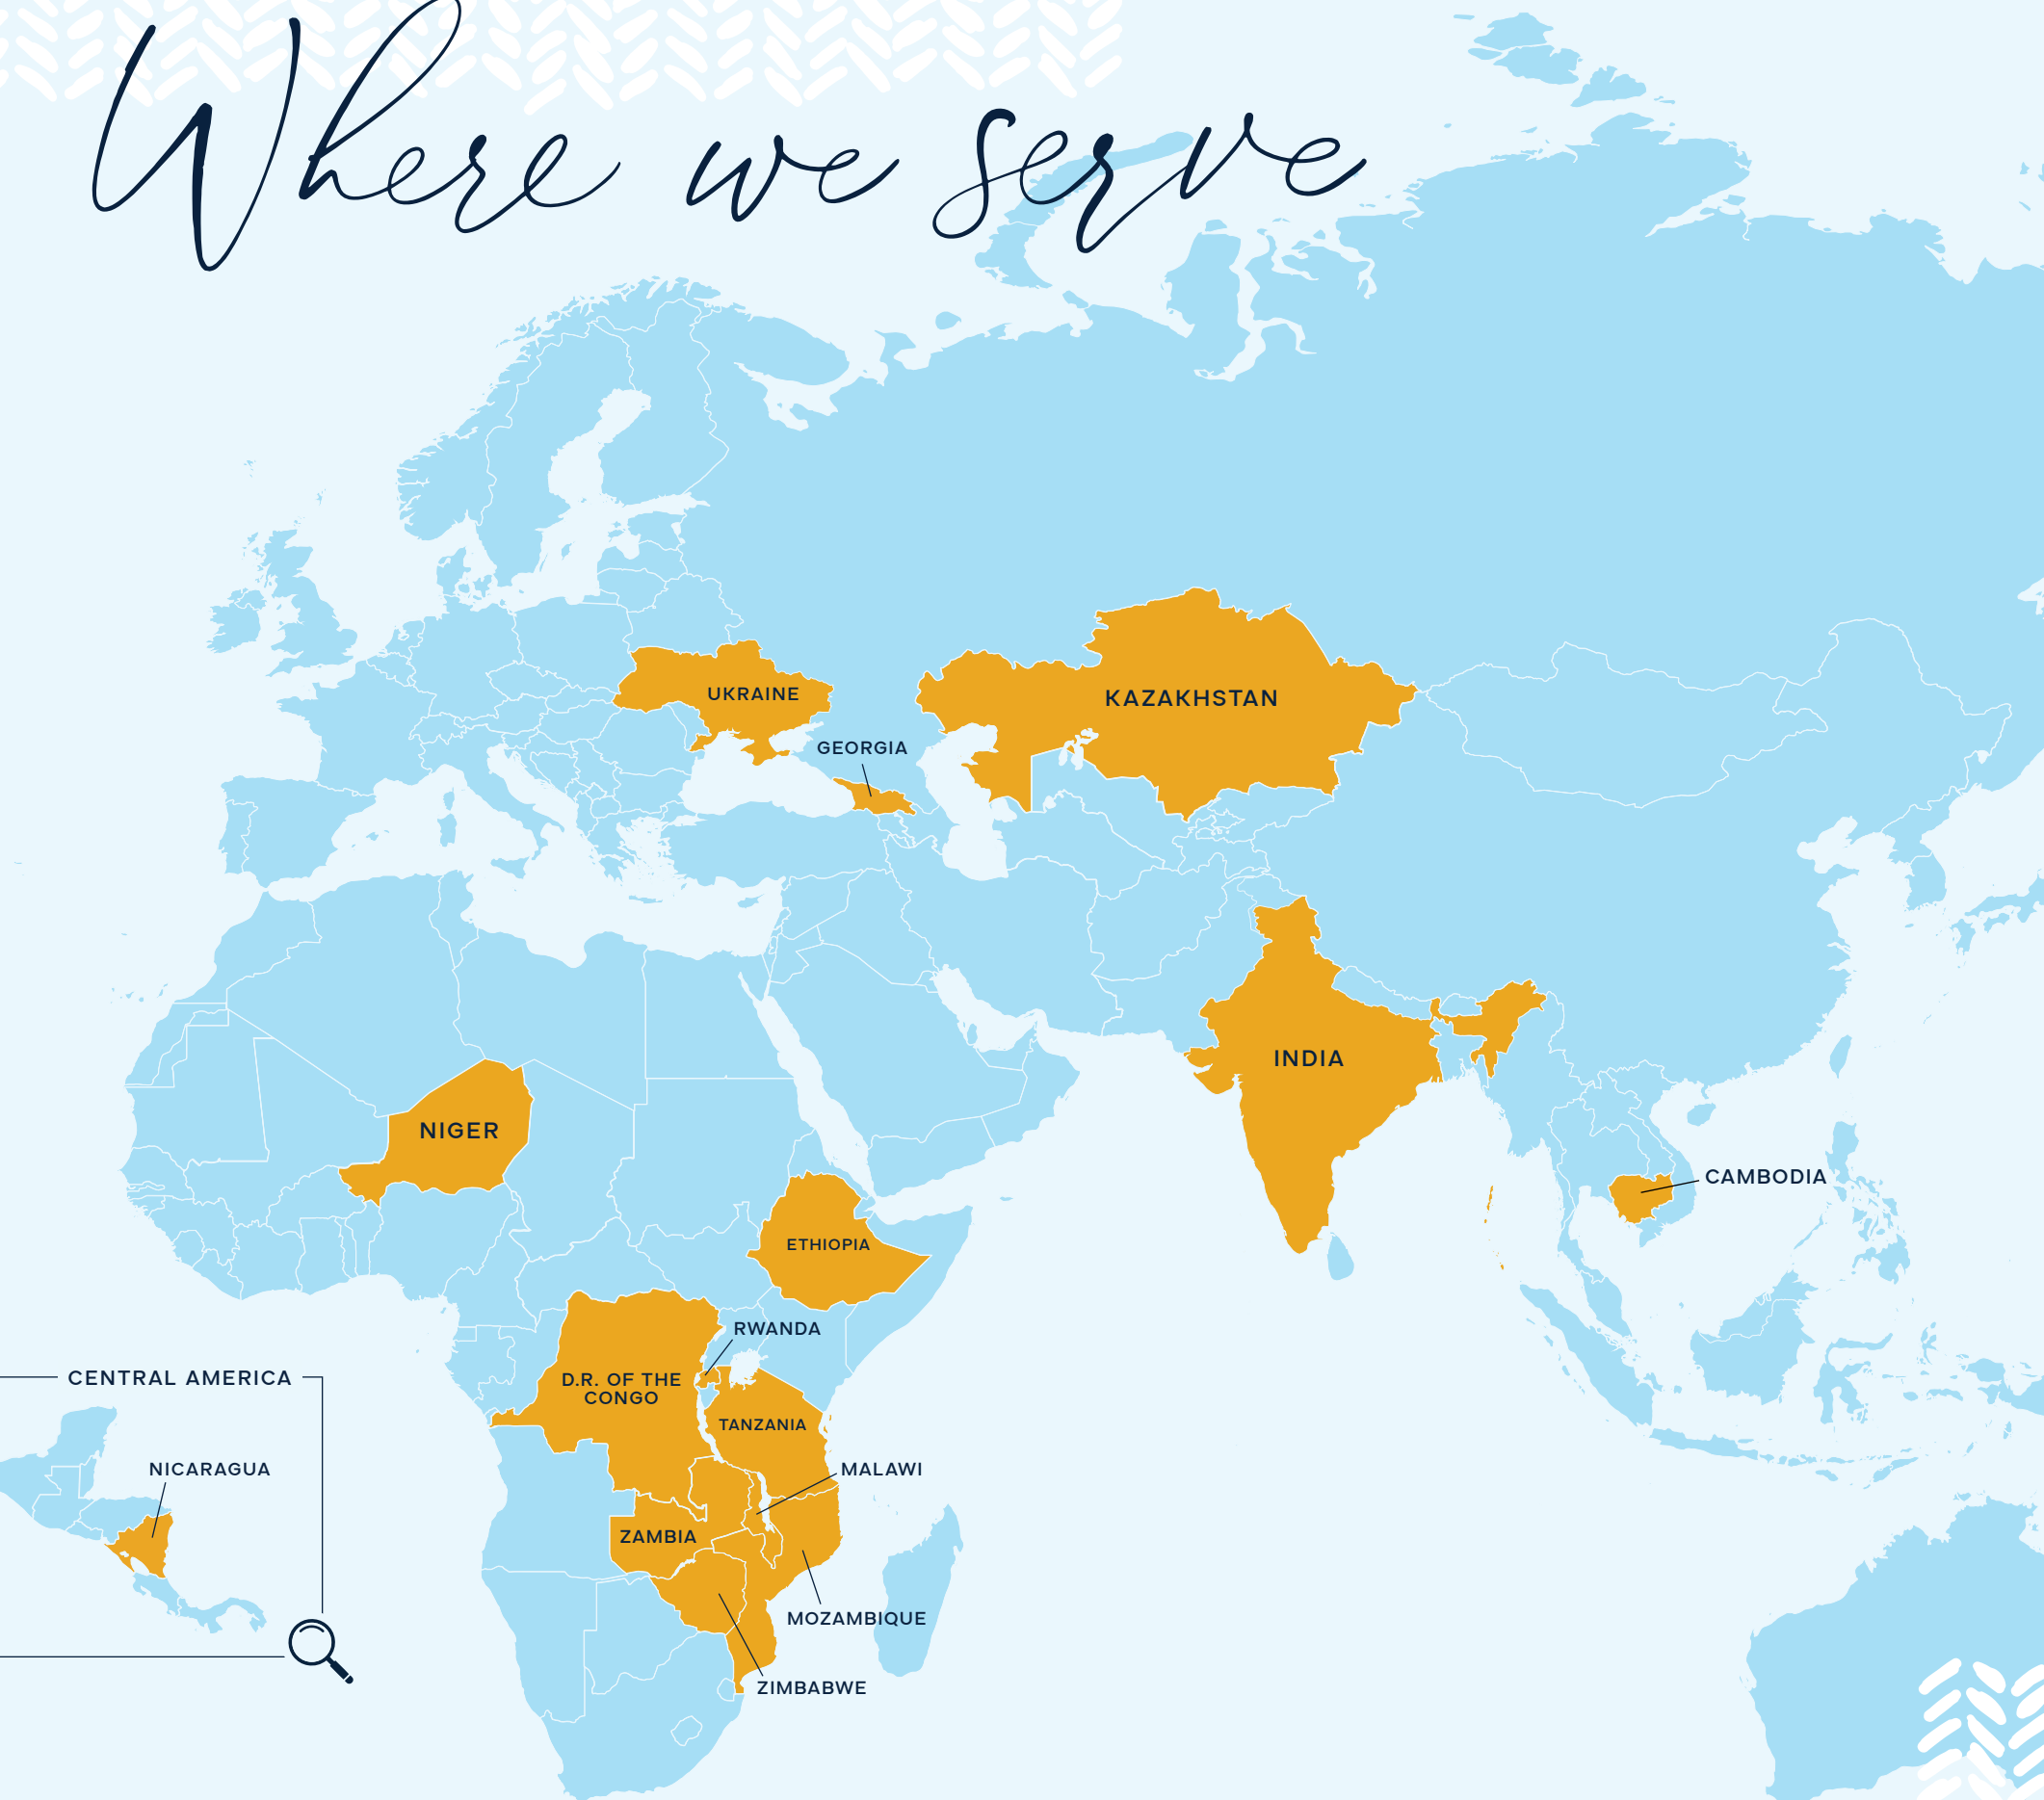 Where we serve
UKRAINE
KAZAKHSTAN
GEORGIA
INDIA
NIGER
CAMBODIA
ETHIOPIA
RWANDA
D.R. OF THE
CONGO
TANZANIA
MALAWI
ZAMBIA
MOZAMBIQUE
ZIMBABWE
CENTRAL AMERICA
NICARAGUA